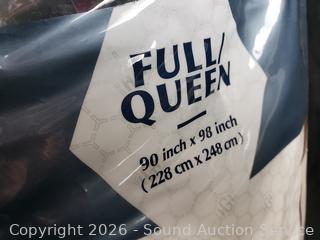 FULL/
QUEEN
90 inch x 98 inch
( 228 cm x 248 cm )
Copyright 2026 - Sound Auction Service